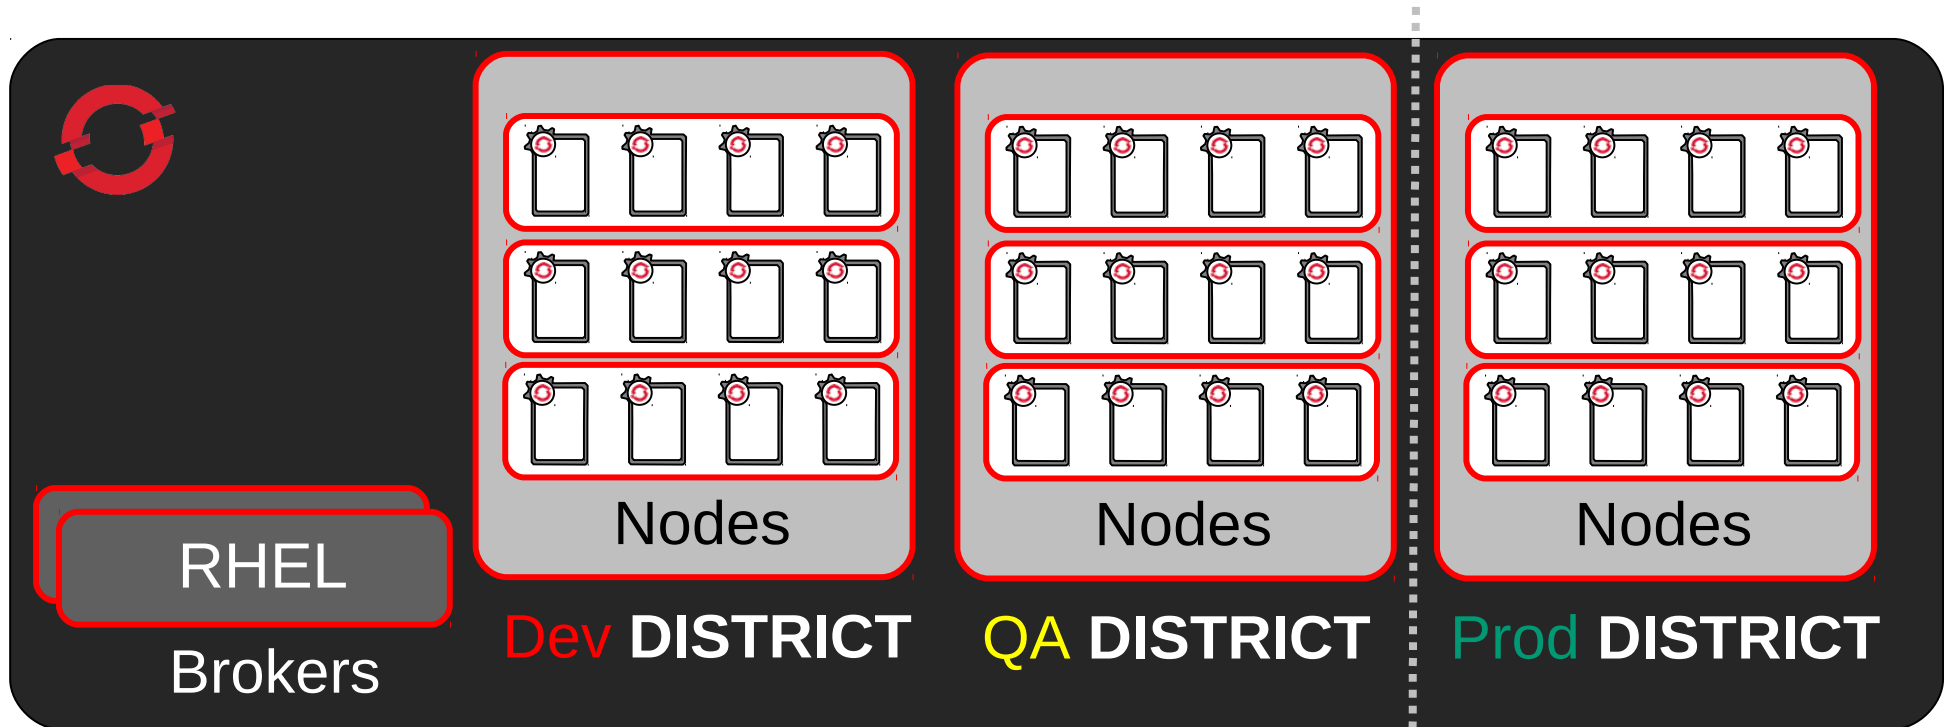 RHEL
Brokers
Nodes
Dev DISTRICT
Nodes
QA DISTRICT
Nodes
Prod DISTRICT